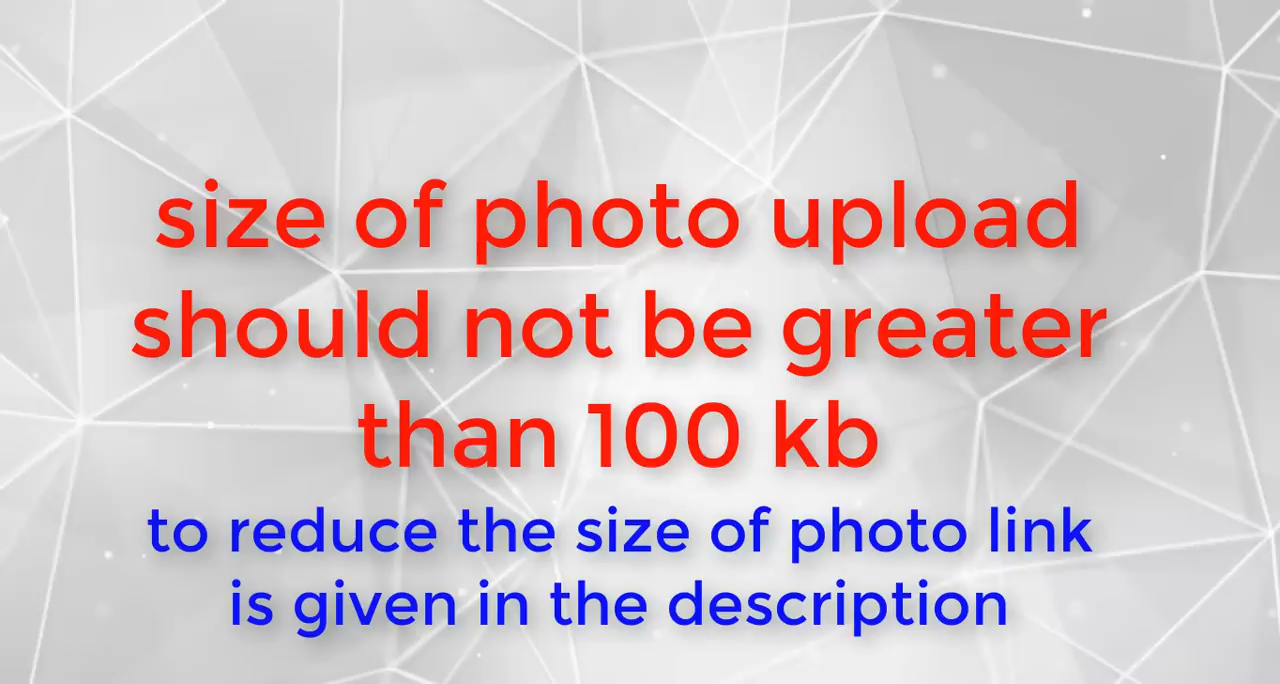 size of photo upload
should not be greater
than 100 kb
to reduce the size of photo link
is given in the description